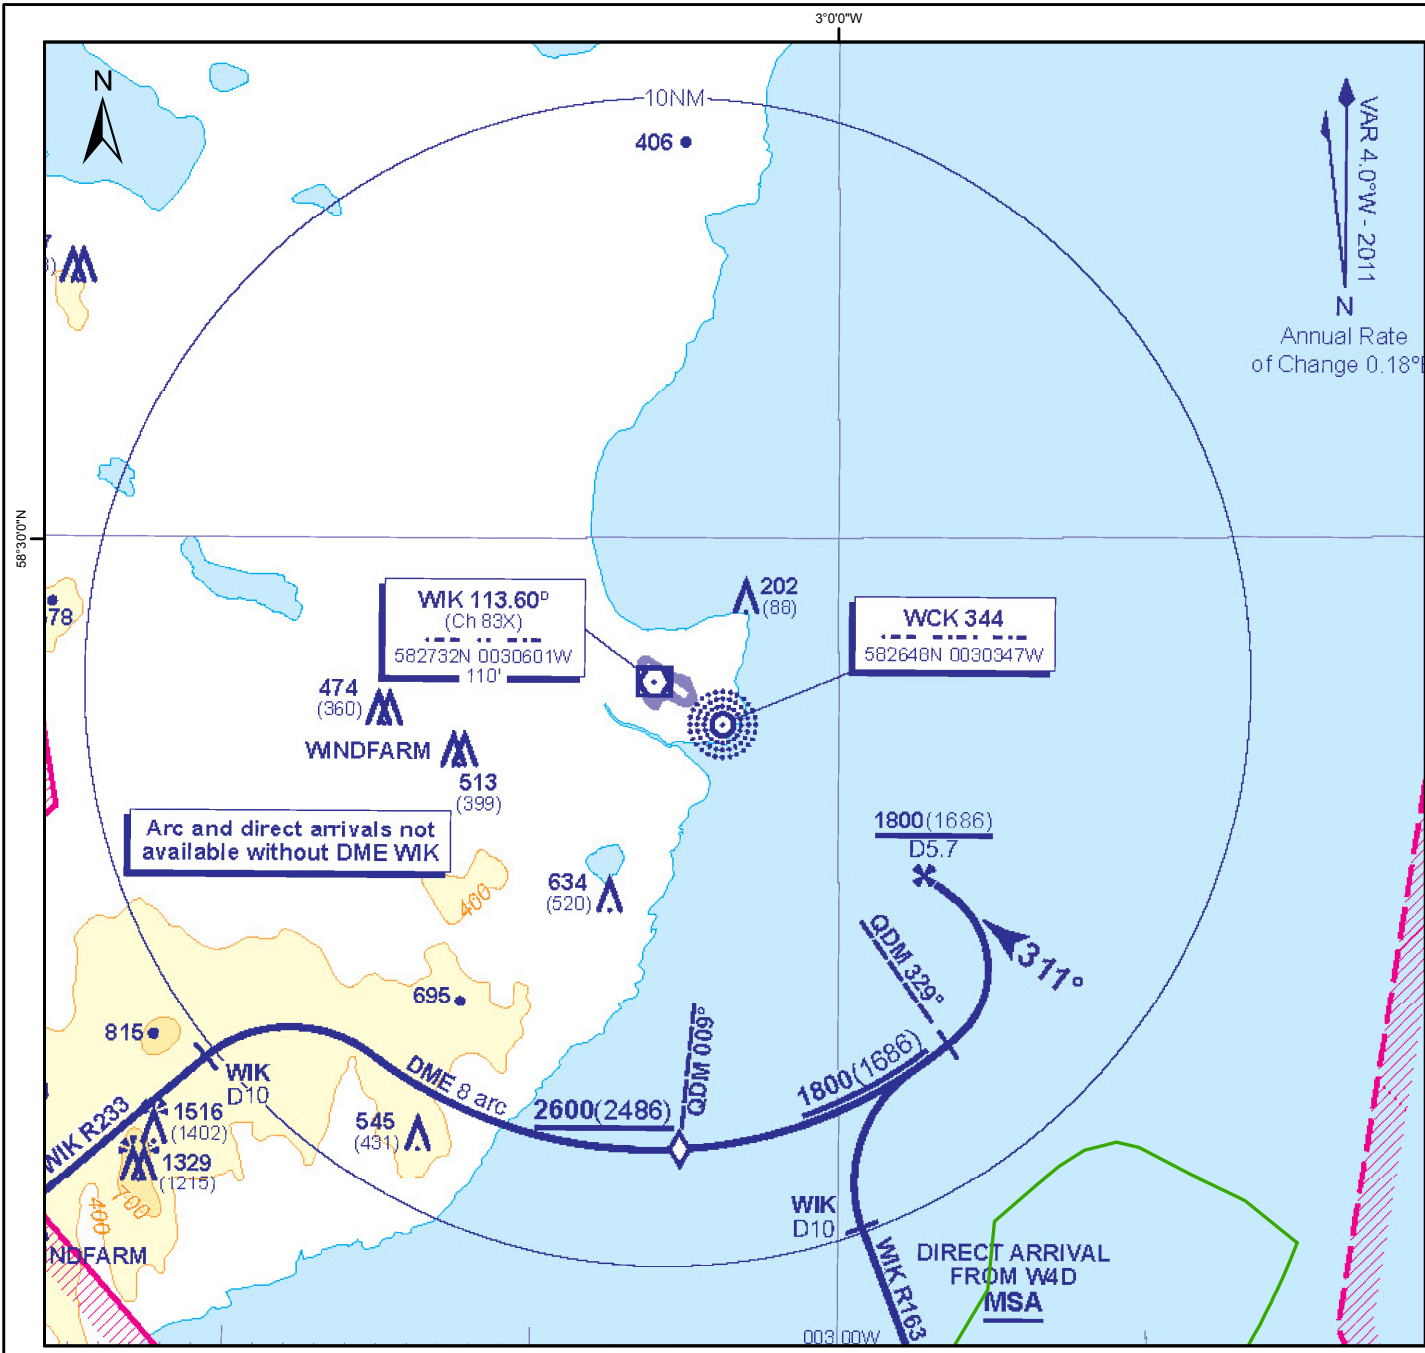 3°0'0"W
N
10NM
406
VAR 4.0°W - 2011
N
Annual Rate
of Change 0.18°E
58°30'0"N
WIK 113.60ᴰ
(Ch 83X)
582732N 0030601W
110'
202
(88)
WCK 344
582648N 0030347W
78
474
(360)
WINDFARM
513
(399)
Arc and direct arrivals not
available without DME WIK
1800(1686)
D5.7
634
(520)
400
311°
QDM 329°
695
815
WIK
D10
DME 8 arc
QDM 009°
1800(1686)
2600(2486)
WIK R233
1516
(1402)
545
(431)
1329
(1215)
700
400
WIK
D10
NDFARM
WIK R163
DIRECT ARRIVAL
FROM W4D
MSA
003 00W